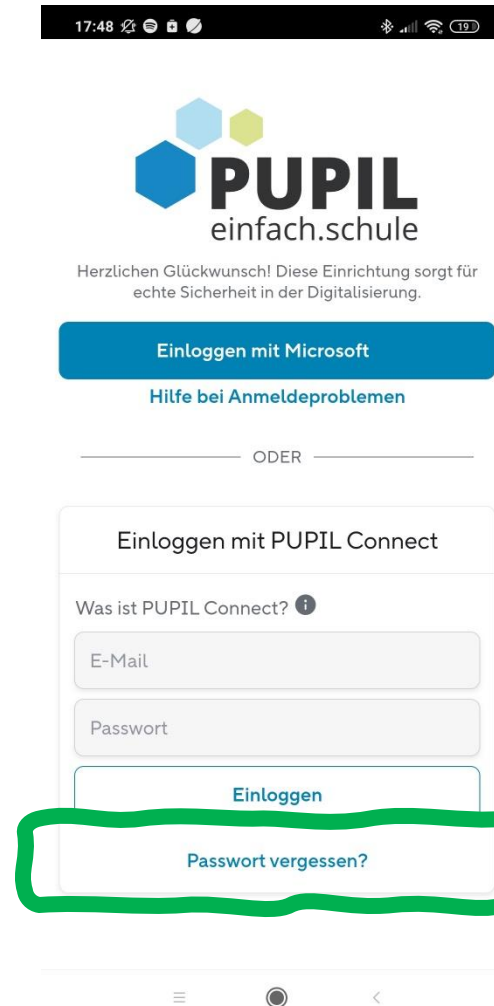 17:48
19
PUPIL
einfach.schule
Herzlichen Glückwunsch! Diese Einrichtung sorgt für
echte Sicherheit in der Digitalisierung.
Einloggen mit Microsoft
Hilfe bei Anmeldeproblemen
ODER
Einloggen mit PUPIL Connect
Was ist PUPIL Connect?
E-Mail
Passwort
Einloggen
Passwort vergessen?